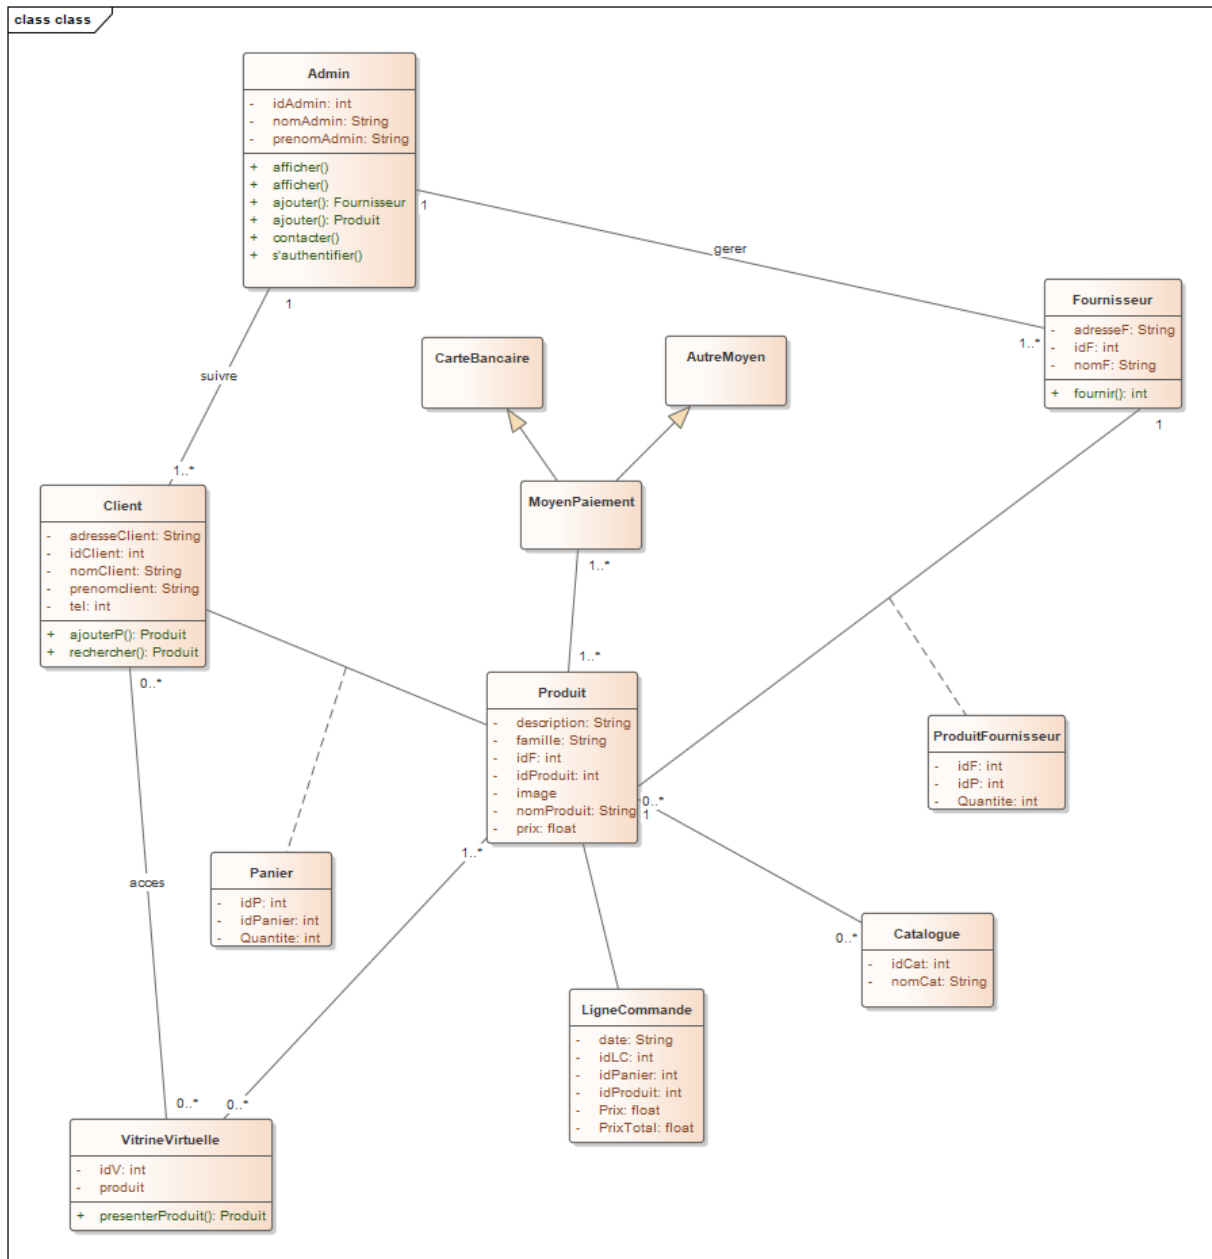 class class
Admin
- idAdmin: int
- nomAdmin: String
- prenomAdmin: String
+ afficher()
+ afficher()
+ ajouter(): Fournisseur
+ ajouter(): Produit
+ contacter()
+ s'authentifier()
1
gerer
1
Fournisseur
- adresseF: String
- idF: int
- nomF: String
+ fournir(): int
1..*
1
CarteBancaire
AutreMoyen
suivre
1..*
MoyenPaiement
1..*
Client
- adresseClient: String
- idClient: int
- nomClient: String
- prenomclient: String
- tel: int
+ ajouterP(): Produit
+ rechercher(): Produit
0..*
1..*
Produit
- description: String
- famille: String
- idF: int
- idProduit: int
- image
- nomProduit: String
- prix: float
0..*
1
1..*
ProduitFournisseur
- idF: int
- idP: int
- Quantite: int
acces
Panier
- idP: int
- idPanier: int
- Quantite: int
Catalogue
- idCat: int
- nomCat: String
0..*
LigneCommande
- date: String
- idLC: int
- idPanier: int
- idProduit: int
- Prix: float
- PrixTotal: float
0..*
0..*
VitrineVirtuelle
- idV: int
- produit
+ presenterProduit(): Produit